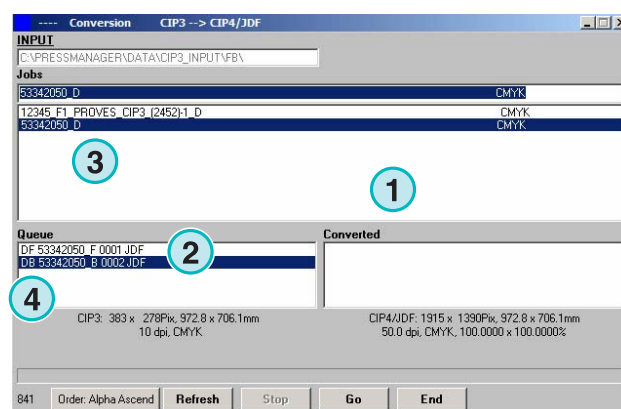 ---- Conversion CIP3 --> CIP4/JDF
INPUT
C:\PRESSMANAGER\DATA\CIP3_INPUT\FB\
Jobs
53342050_D CMYK
12345_F1_PROVES_CIP3_(2452)-1_D CMYK
53342050_D CMYK
3
1
Queue Converted
DF 53342050_F 0001 JDF
DB 53342050_B 0002 JDF
2
4
CIP3: 383 x 278Pix, 972.8 x 706.1mm CIP4/JDF: 1915 x 1390Pix, 972.8 x 706.1mm
10 dpi, CMYK 50.0 dpi, CMYK, 100.0000 x 100.0000%
841 Order: Alpha Ascend Refresh Stop Go End